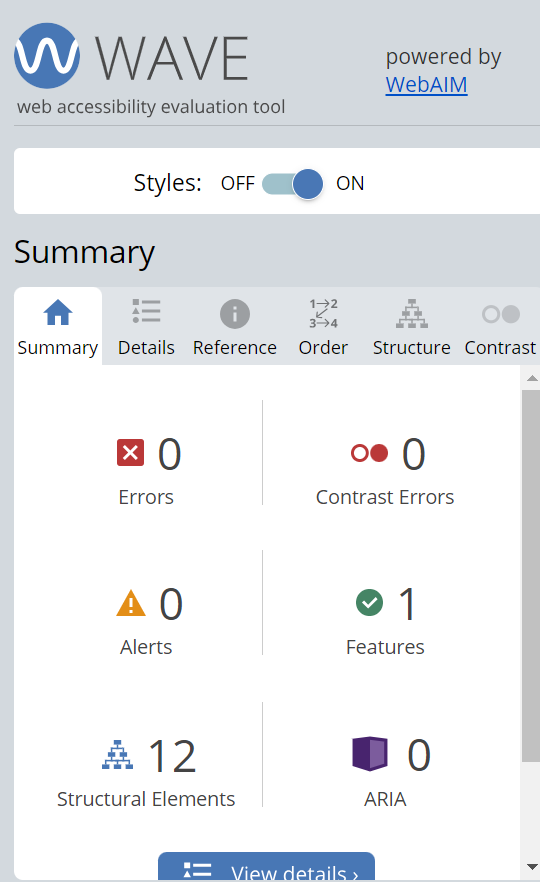 WAVE
web accessibility evaluation tool
powered by
WebAIM
Styles: OFF ON
Summary
Summary Details Reference Order Structure Contrast
1 2
3 4
0 0
Errors Contrast Errors
0 1
Alerts Features
12 0
Structural Elements ARIA
View details ›